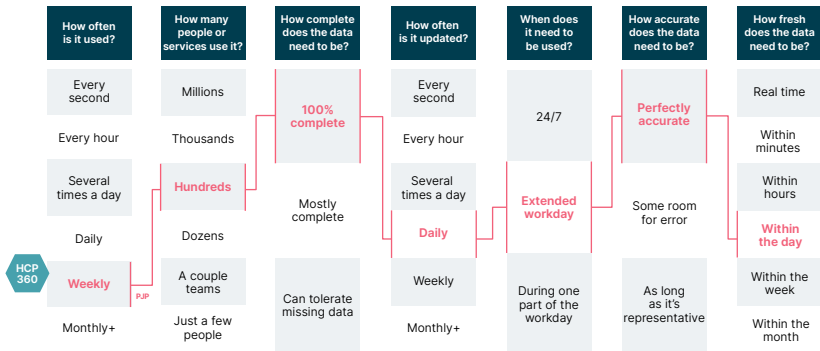 How often
is it used?
How many
people or
services use it?
How complete
does the data
need to be?
How often
is it updated?
When does
it need to
be used?
How accurate
does the data
need to be?
How fresh
does the data
need to be?
Every
second
Every hour
Several
times a day
Daily
HCP
360
Weekly
PJP
Monthly+
Millions
Thousands
Hundreds
Dozens
A couple
teams
Just a few
people
100%
complete
Mostly
complete
Can tolerate
missing data
Every
second
Every hour
Several
times a day
Daily
Weekly
Monthly+
24/7
Extended
workday
During one
part of the
workday
Perfectly
accurate
Some room
for error
As long
as it's
representative
Real time
Within
minutes
Within
hours
Within
the day
Within the
week
Within the
month